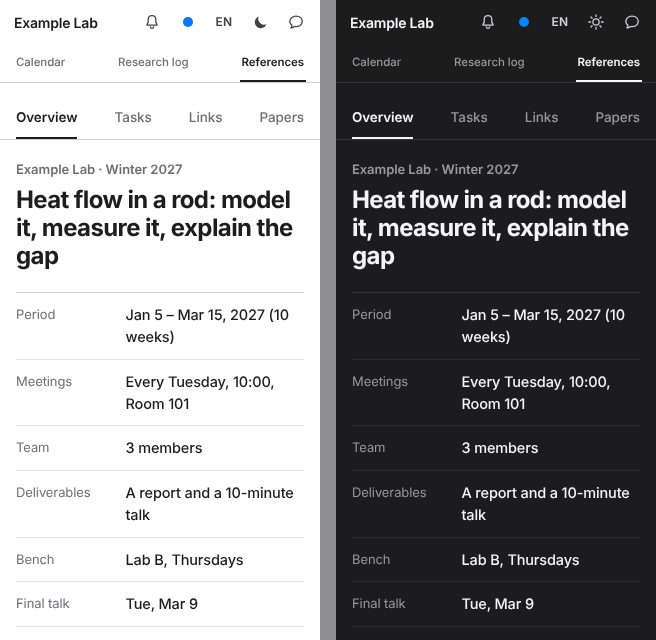 Example Lab EN
Calendar Research log References
Overview Tasks Links Papers
Example Lab · Winter 2027
Heat flow in a rod: model
it, measure it, explain the
gap
Period Jan 5 – Mar 15, 2027 (10
weeks)
Meetings Every Tuesday, 10:00,
Room 101
Team 3 members
Deliverables A report and a 10-minute
talk
Bench Lab B, Thursdays
Final talk Tue, Mar 9
Example Lab EN
Calendar Research log References
Overview Tasks Links Papers
Example Lab · Winter 2027
Heat flow in a rod: model
it, measure it, explain the
gap
Period Jan 5 – Mar 15, 2027 (10
weeks)
Meetings Every Tuesday, 10:00,
Room 101
Team 3 members
Deliverables A report and a 10-minute
talk
Bench Lab B, Thursdays
Final talk Tue, Mar 9